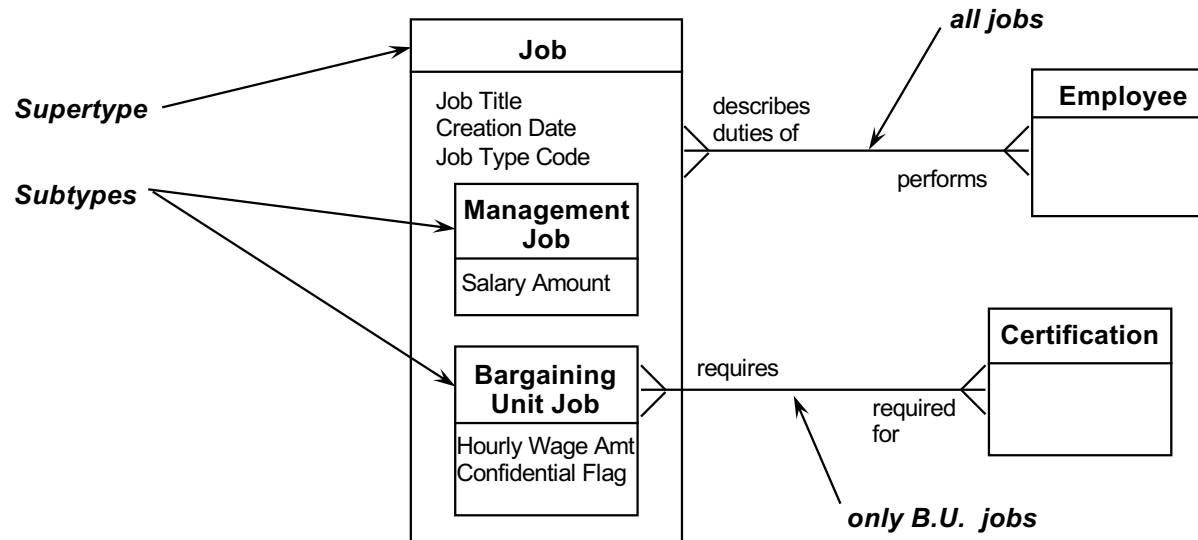 Supertype
Subtypes
Job
Job Title
Creation Date
Job Type Code
Management
Job
Salary Amount
Bargaining
Unit Job
Hourly Wage Amt
Confidential Flag
all jobs
describes
duties of
performs
Employee
requires
required
for
Certification
only B.U. jobs